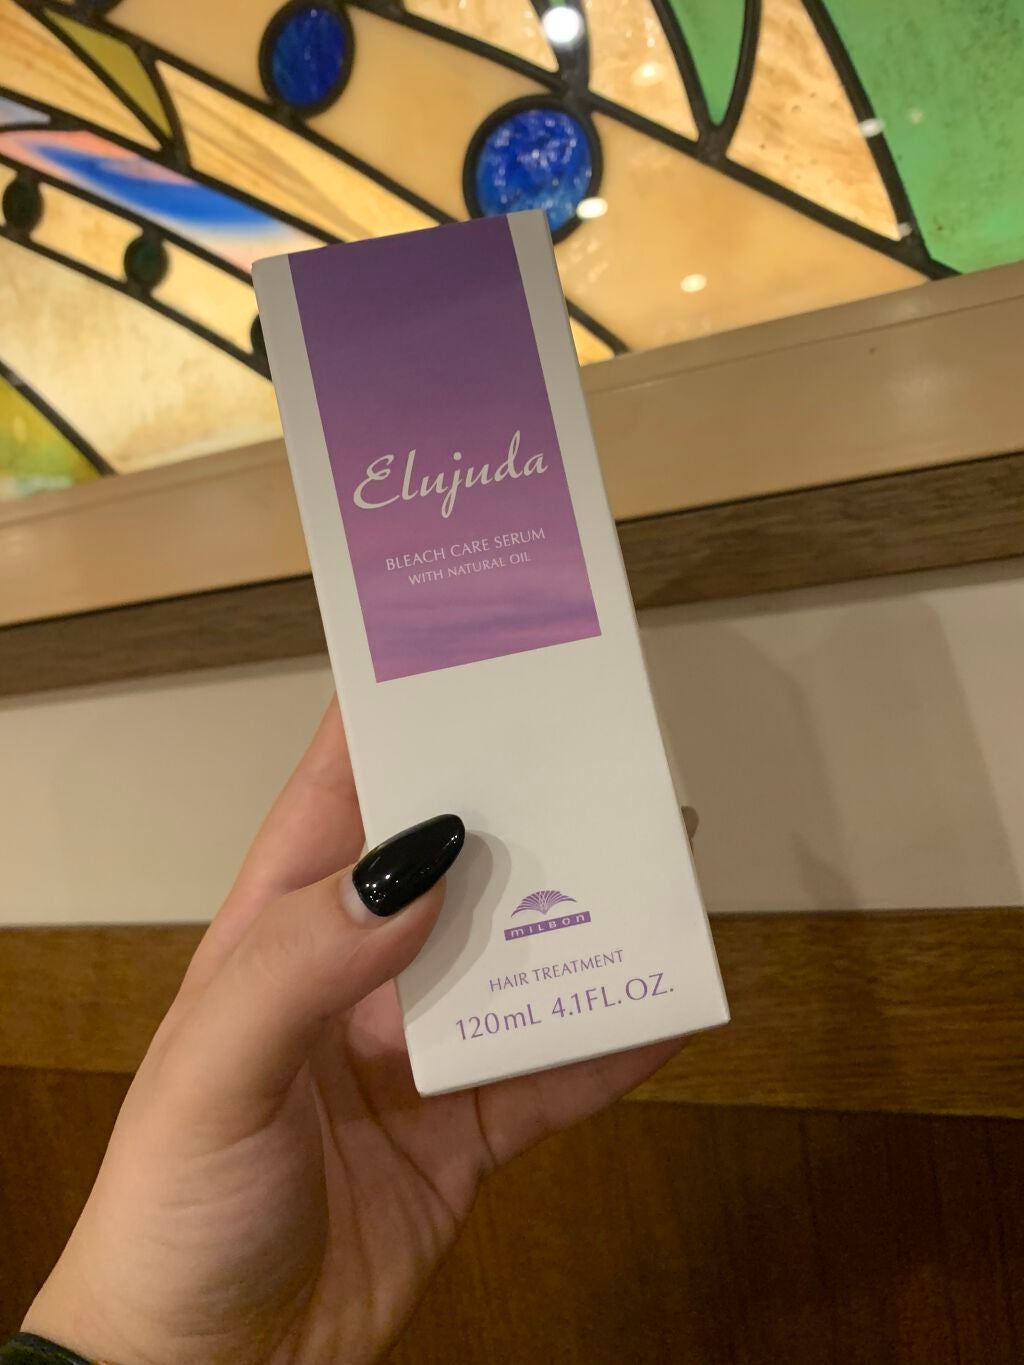 Elujuda
BLEACH CARE SERUM
WITH NATURAL OIL
MILBON
HAIR TREATMENT
120mL 4.1FL.OZ.